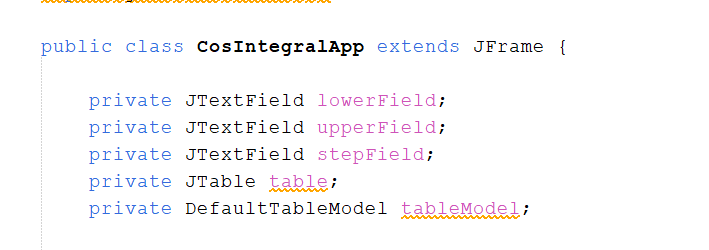 public class CosIntegralApp extends JFrame {
private JTextField lowerField;
private JTextField upperField;
private JTextField stepField;
private JTable table;
private DefaultTableModel tableModel;